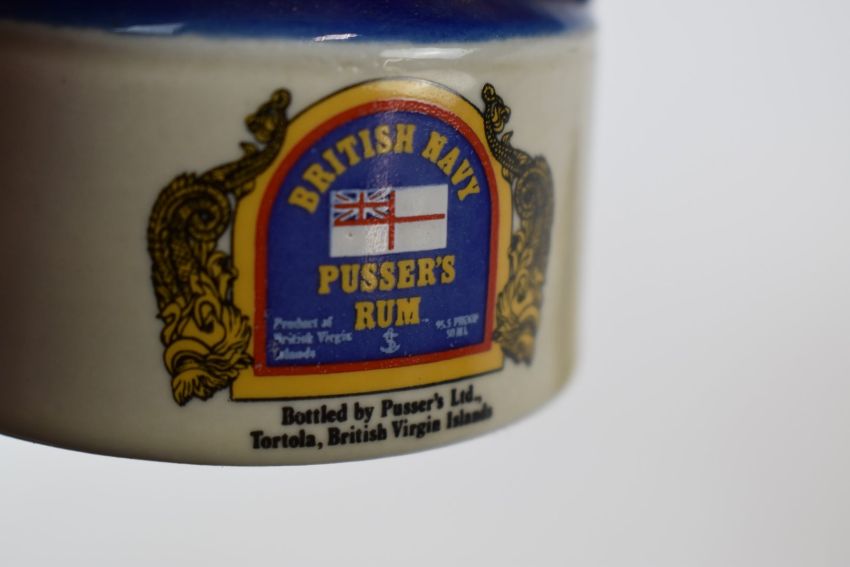 BRITISH NAVY
PUSSER'S
RUM
Product of
British Virgin
Islands
95.5 PROOF
50 ML
Bottled by Pusser's Ltd.,
Tortola, British Virgin Islands